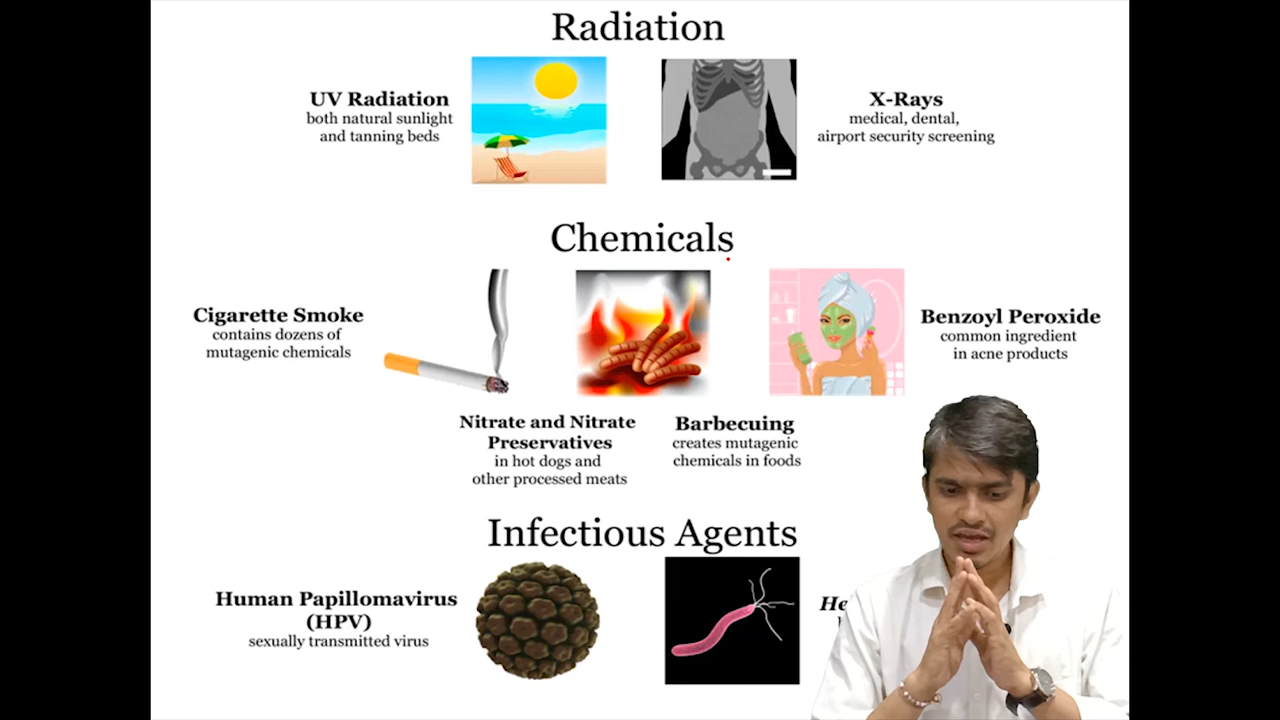 Radiation
UV Radiation
both natural sunlight
and tanning beds
X-Rays
medical, dental,
airport security screening
Chemicals
Cigarette Smoke
contains dozens of
mutagenic chemicals
Benzoyl Peroxide
common ingredient
in acne products
Nitrate and Nitrate
Preservatives
in hot dogs and
other processed meats
Barbecuing
creates mutagenic
chemicals in foods
Infectious Agents
Human Papillomavirus
(HPV)
sexually transmitted virus